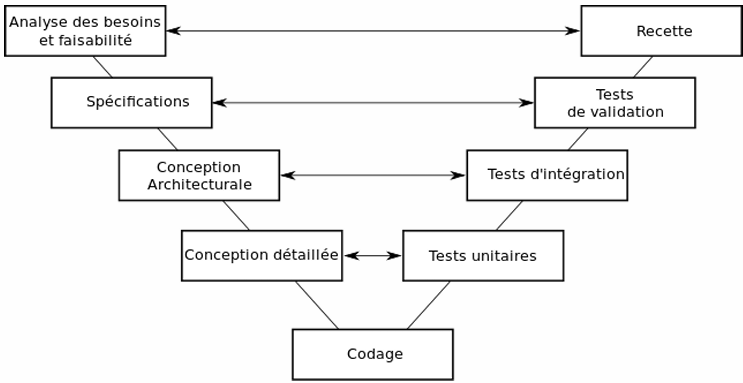 Analyse des besoins
et faisabilité
Recette
Spécifications
Tests
de validation
Conception
Architecturale
Tests d'intégration
Conception détaillée
Tests unitaires
Codage